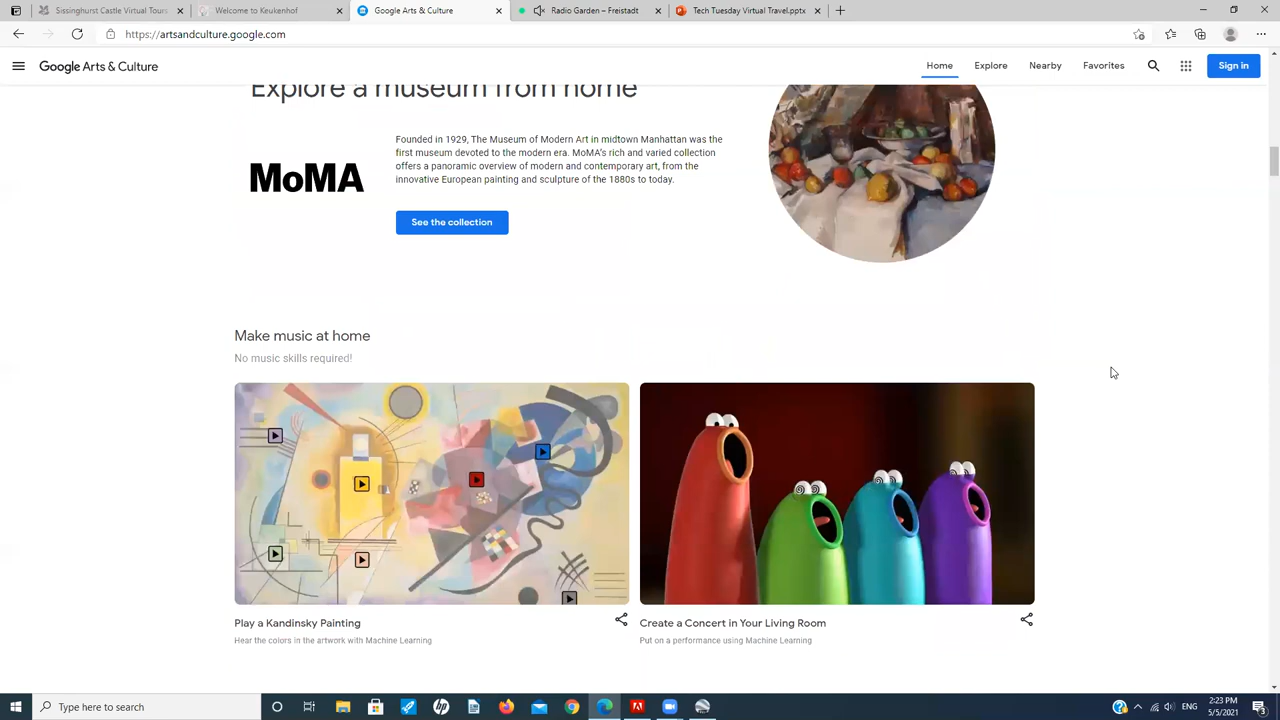 Sissinghurst Castle Virtual Tours
Welcome to Keukenhof
Google Arts & Culture
Radio Garden – Freistadt
Tech Tuesday Virtual Travel.pptx
https://artsandculture.google.com
Google Arts & Culture
Home
Explore
Nearby
Favorites
Sign in
Explore a museum from home
MoMA
Founded in 1929, The Museum of Modern Art in midtown Manhattan was the
first museum devoted to the modern era. MoMA's rich and varied collection
offers a panoramic overview of modern and contemporary art, from the
innovative European painting and sculpture of the 1880s to today.
See the collection
Make music at home
No music skills required!
Play a Kandinsky Painting
Hear the colors in the artwork with Machine Learning
Create a Concert in Your Living Room
Put on a performance using Machine Learning
Type here to search
ENG
2:23 PM
5/5/2021